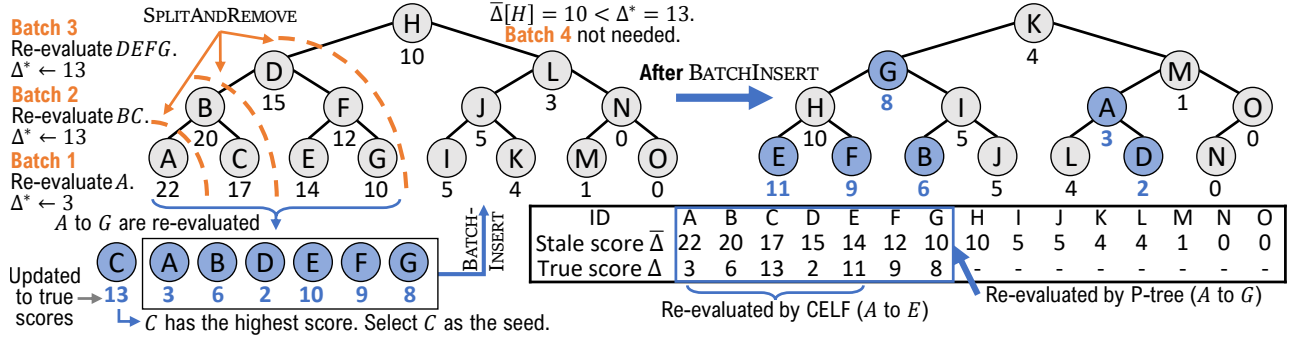 SPLITANDREMOVE
Batch 3
Re-evaluate DEFG.
Δ* ← 13
Batch 2
Re-evaluate BC.
Δ* ← 13
Batch 1
Re-evaluate A.
Δ* ← 3
H
10
D
15
L
3
B
20
F
12
J
5
N
0
A
22
C
17
E
14
G
10
I
5
K
4
M
1
O
0
Δ̅[H] = 10 < Δ* = 13.
Batch 4 not needed.
After BATCHINSERT
K
4
G
8
M
1
H
10
I
5
A
3
O
0
E
11
F
9
B
6
J
5
L
4
D
2
N
0
A to G are re-evaluated
C A B D E F G
13 3 6 2 10 9 8
Updated
to true
scores
C has the highest score. Select C as the seed.
BATCH-
INSERT
ID A B C D E F G H I J K L M N O
Stale score Δ̅ 22 20 17 15 14 12 10 10 5 5 4 4 1 0 0
True score Δ 3 6 13 2 11 9 8 - - - - - - - -
Re-evaluated by CELF (A to E)
Re-evaluated by P-tree (A to G)